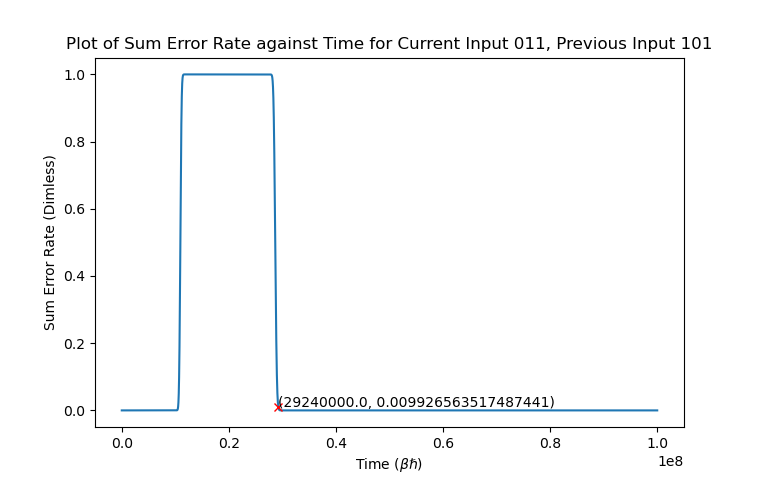 Plot of Sum Error Rate against Time for Current Input 011, Previous Input 101
1.0
0.8
0.6
0.4
0.2
0.0
Sum Error Rate (Dimless)
(29240000.0, 0.009926563517487441)
0.0 0.2 0.4 0.6 0.8 1.0
1e8
Time (βħ)